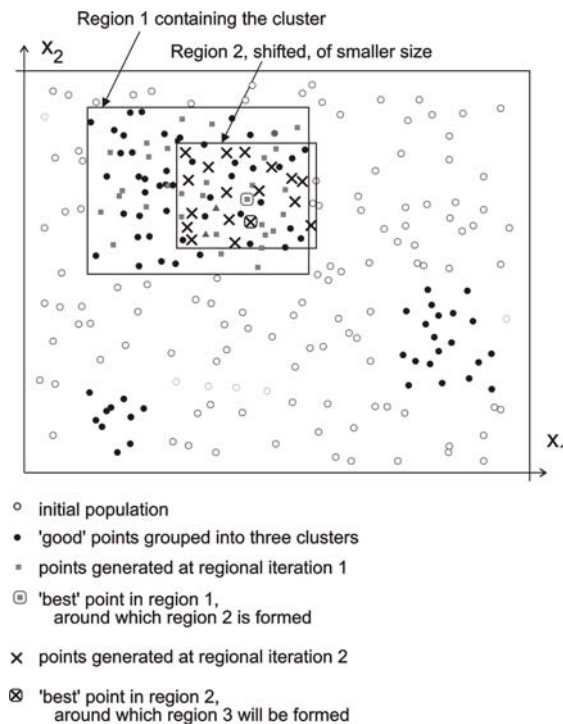 Region 1 containing the cluster
Region 2, shifted, of smaller size
X2
X
initial population
'good' points grouped into three clusters
points generated at regional iteration 1
'best' point in region 1,
around which region 2 is formed
points generated at regional iteration 2
'best' point in region 2,
around which region 3 will be formed